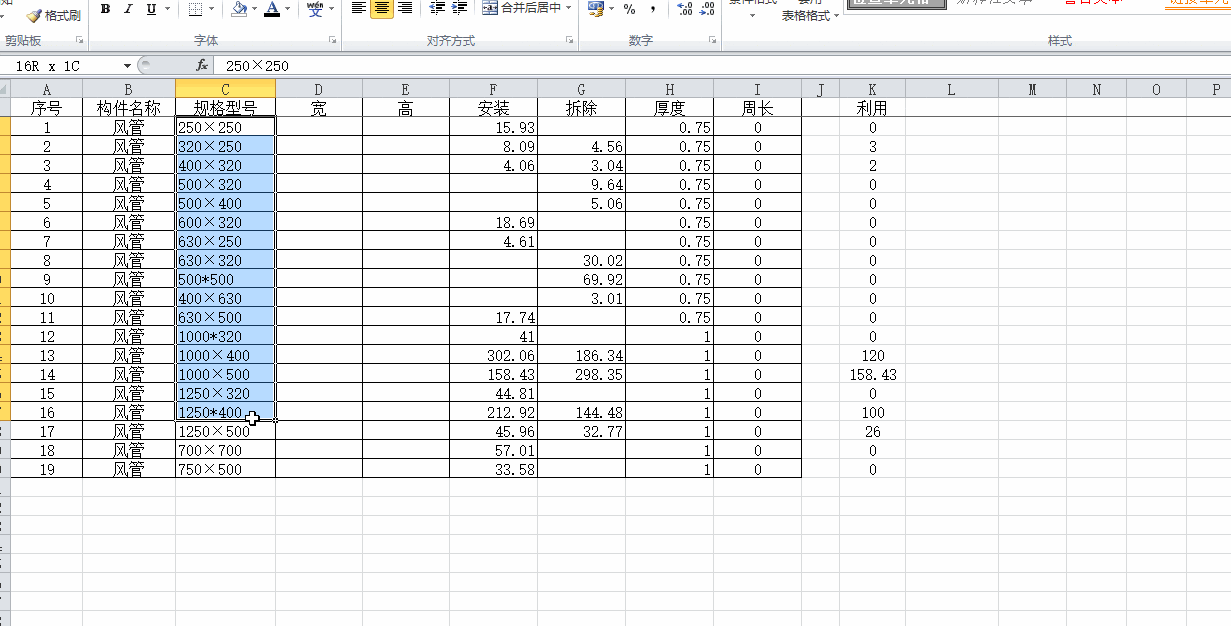 格式刷 B I U 合并后居中 % , 表格格式
剪贴板 字体 对齐方式 数字 样式
16R x 1C fx 250×250
A B C D E F G H I J K L M N O P
序号 构件名称 规格型号 宽 高 安装 拆除 厚度 周长 利用
1 风管 250×250 15.93 0.75 0 0
2 风管 320×250 8.09 4.56 0.75 0 3
3 风管 400×320 4.06 3.04 0.75 0 2
4 风管 500×320 9.64 0.75 0 0
5 风管 500×400 5.06 0.75 0 0
6 风管 600×320 18.69 0.75 0 0
7 风管 630×250 4.61 0.75 0 0
8 风管 630×320 30.02 0.75 0 0
9 风管 500*500 69.92 0.75 0 0
10 风管 400×630 3.01 0.75 0 0
11 风管 630×500 17.74 0.75 0 0
12 风管 1000*320 41 1 0 0
13 风管 1000×400 302.06 186.34 1 0 120
14 风管 1000×500 158.43 298.35 1 0 158.43
15 风管 1250×320 44.81 1 0 0
16 风管 1250*400 212.92 144.48 1 0 100
17 风管 1250×500 45.96 32.77 1 0 26
18 风管 700×700 57.01 1 0 0
19 风管 750×500 33.58 1 0 0